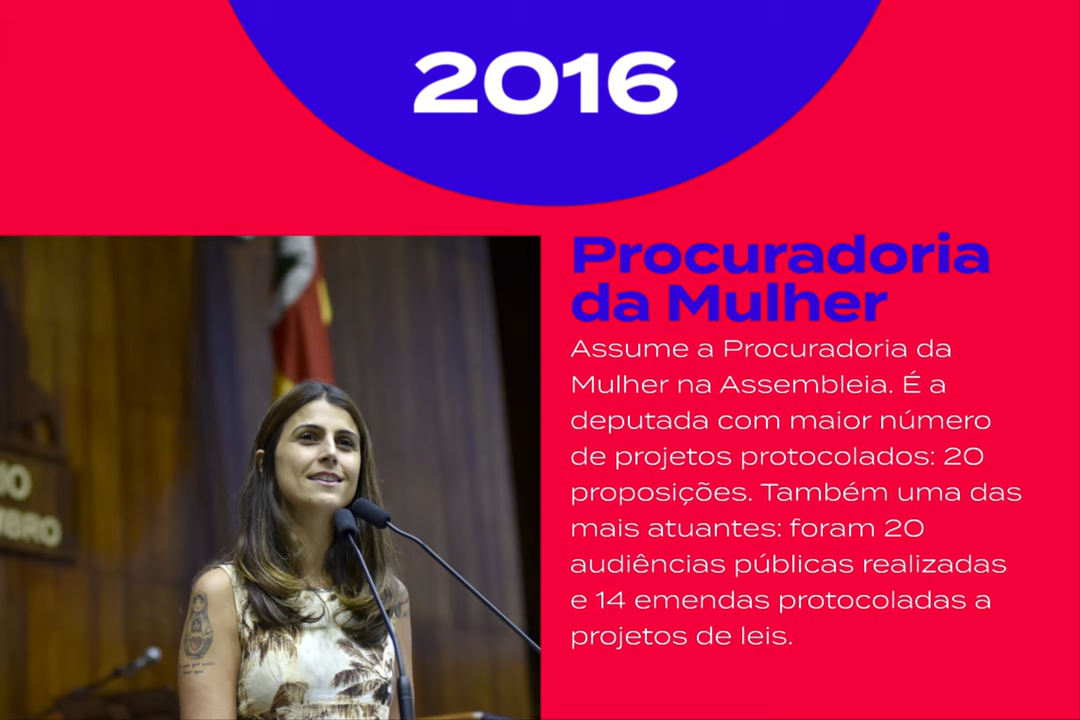 2016
Procuradoria
da Mulher
Assume a Procuradoria da
Mulher na Assembleia. É a
deputada com maior número
de projetos protocolados: 20
proposições. Também uma das
mais atuantes: foram 20
audiências públicas realizadas
e 14 emendas protocoladas a
projetos de leis.